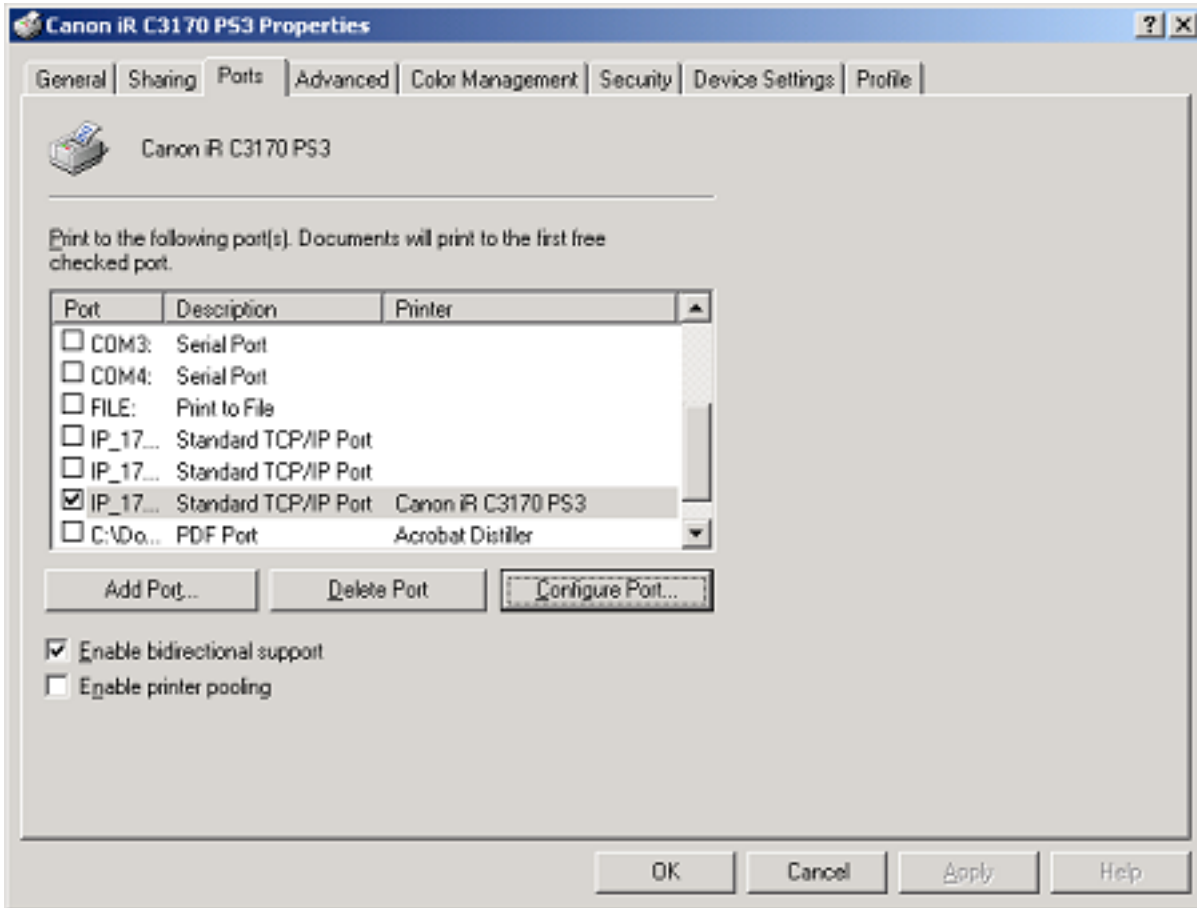 Canon iR C3170 PS3 Properties
General Sharing Ports Advanced Color Management Security Device Settings Profile
Canon iR C3170 PS3
Print to the following port(s). Documents will print to the first free
checked port.
Port Description Printer
COM3: Serial Port
COM4: Serial Port
FILE: Print to File
IP_17... Standard TCP/IP Port
IP_17... Standard TCP/IP Port
IP_17... Standard TCP/IP Port Canon iR C3170 PS3
C:\Do... PDF Port Acrobat Distiller
Add Port... Delete Port Configure Port...
Enable bidirectional support
Enable printer pooling
OK Cancel Apply Help